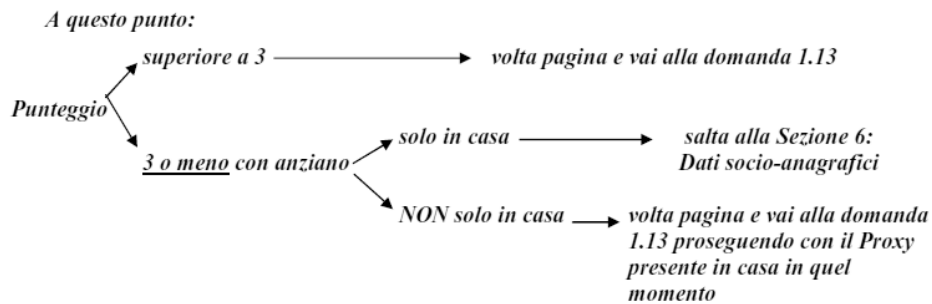 A questo punto:
superiore a 3
volta pagina e vai alla domanda 1.13
Punteggio
3 o meno con anziano
solo in casa
salta alla Sezione 6:
Dati socio-anagrafici
NON solo in casa
volta pagina e vai alla domanda
1.13 proseguendo con il Proxy
presente in casa in quel
momento